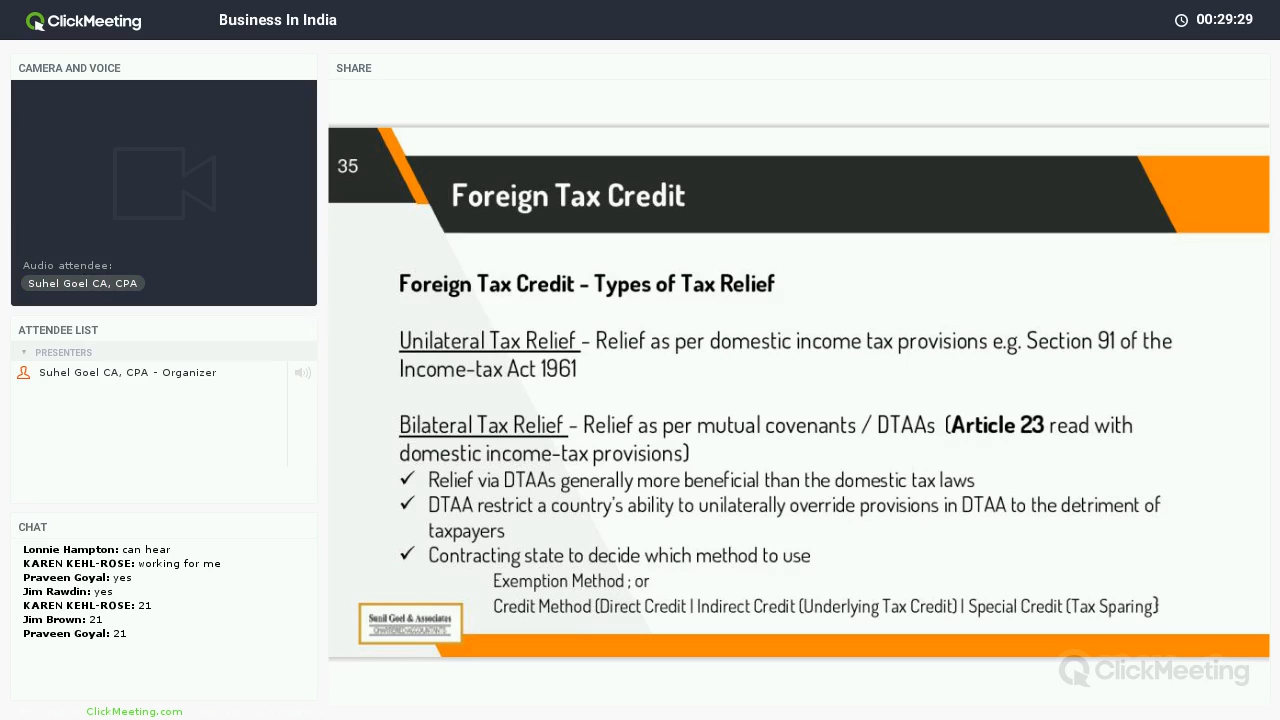 ClickMeeting
Business In India
00:29:29
CAMERA AND VOICE
Audio attendee:
Suhel Goel CA, CPA
ATTENDEE LIST
PRESENTERS
Suhel Goel CA, CPA - Organizer
CHAT
Lonnie Hampton: can hear
KAREN KEHL-ROSE: working for me
Praveen Goyal: yes
Jim Rawdin: yes
KAREN KEHL-ROSE: 21
Jim Brown: 21
Praveen Goyal: 21
ClickMeeting.com
SHARE
35
Foreign Tax Credit
Foreign Tax Credit - Types of Tax Relief
Unilateral Tax Relief - Relief as per domestic income tax provisions e.g. Section 91 of the
Income-tax Act 1961
Bilateral Tax Relief - Relief as per mutual covenants / DTAAs (Article 23 read with
domestic income-tax provisions)
✓ Relief via DTAAs generally more beneficial than the domestic tax laws
✓ DTAA restrict a country's ability to unilaterally override provisions in DTAA to the detriment of
taxpayers
✓ Contracting state to decide which method to use
Exemption Method ; or
Credit Method (Direct Credit | Indirect Credit (Underlying Tax Credit) | Special Credit (Tax Sparing)
Sunil Goel & Associates
CHARTERED ACCOUNTANTS
ClickMeeting